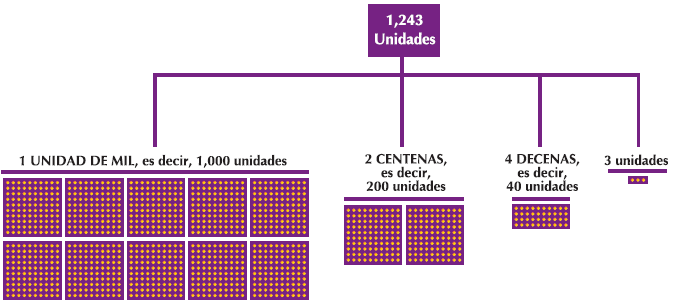 1,243
Unidades
1 UNIDAD DE MIL, es decir, 1,000 unidades
2 CENTENAS,
es decir,
200 unidades
4 DECENAS,
es decir,
40 unidades
3 unidades